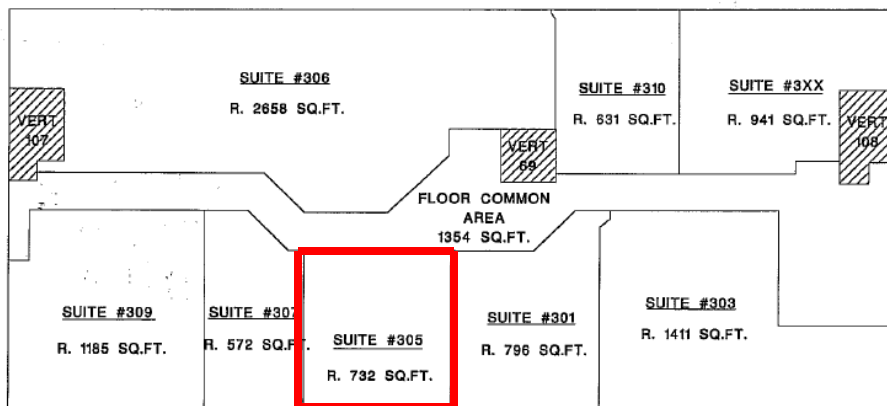 SUITE #306
R. 2658 SQ.FT.
SUITE #310
R. 631 SQ.FT.
SUITE #3XX
R. 941 SQ.FT.
VERT
107
VERT
69
VERT
108
FLOOR COMMON
AREA
1354 SQ.FT.
SUITE #309
R. 1185 SQ.FT.
SUITE #307
R. 572 SQ.FT.
SUITE #305
R. 732 SQ.FT.
SUITE #301
R. 796 SQ.FT.
SUITE #303
R. 1411 SQ.FT.